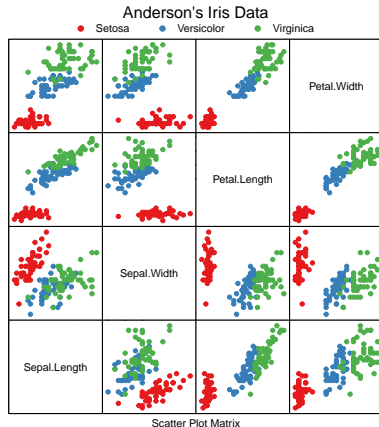 Anderson's Iris Data
Setosa Versicolor Virginica
Petal.Width
Petal.Length
Sepal.Width
Sepal.Length
Scatter Plot Matrix